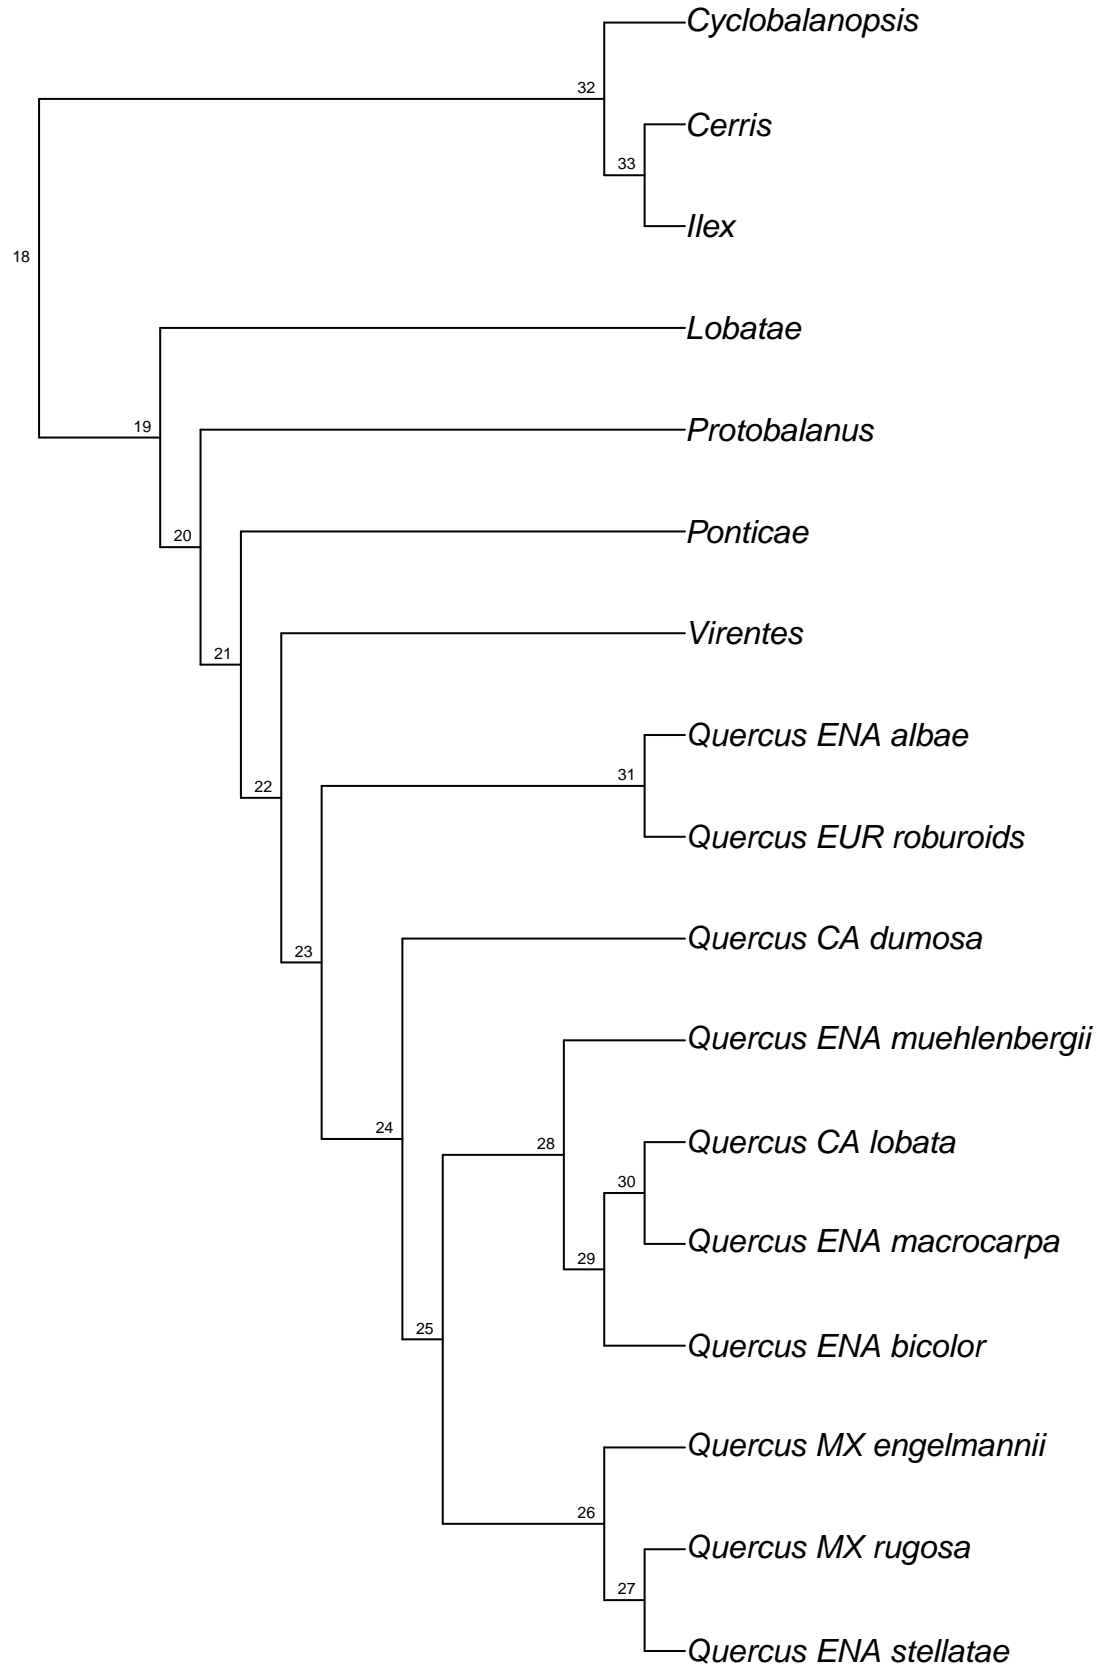 Cyclobalanopsis
32
Cerris
33
Ilex
18
Lobatae
19
Protobalanus
20
Ponticae
21
Virentes
22
Quercus ENA albae
31
Quercus EUR roburoids
23
Quercus CA dumosa
24
Quercus ENA muehlenbergii
28
Quercus CA lobata
30
Quercus ENA macrocarpa
29
25
Quercus ENA bicolor
Quercus MX engelmannii
26
Quercus MX rugosa
27
Quercus ENA stellatae